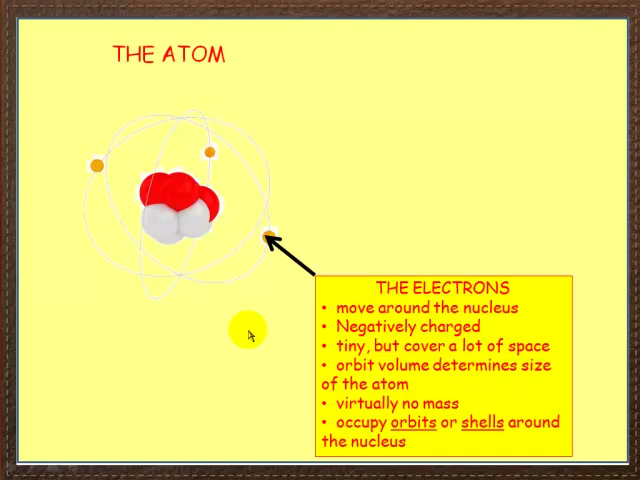 THE ATOM
THE ELECTRONS
• move around the nucleus
• Negatively charged
• tiny, but cover a lot of space
• orbit volume determines size
of the atom
• virtually no mass
• occupy orbits or shells around
the nucleus